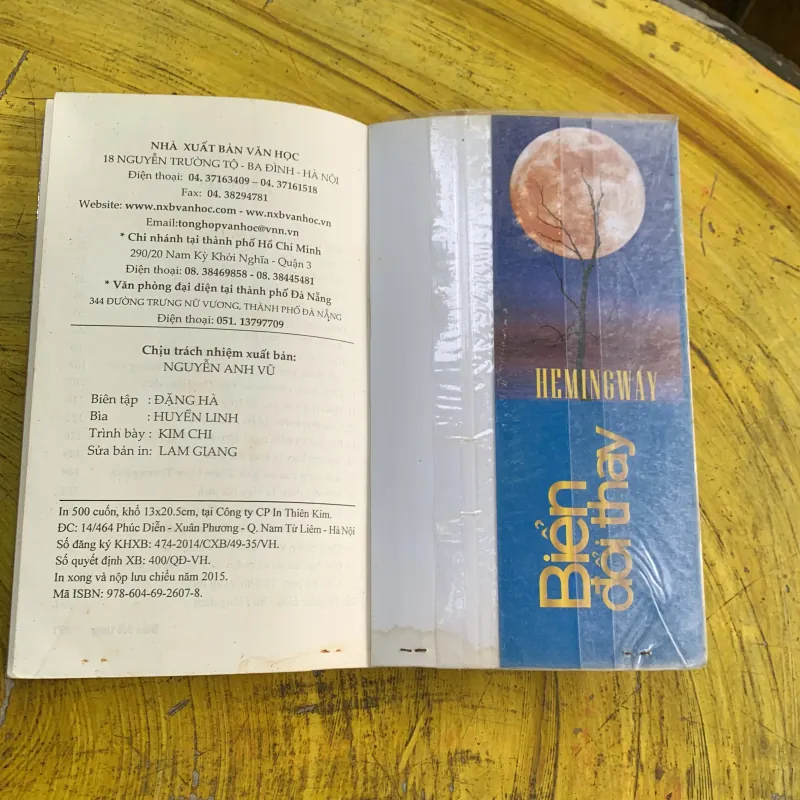 NHÀ XUẤT BẢN VĂN HỌC
18 NGUYỄN TRƯỜNG TỘ - BA ĐÌNH - HÀ NỘI
Điện thoại: 04. 37163409 – 04. 37161518
Fax: 04. 38294781
Website: www.nxbvanhoc.com - ww.nxbvanhoc.vn
Email:tonghopvanhoc@vnn.vn
* Chi nhánh tại thành phố Hồ Chí Minh
290/20 Nam Kỳ Khởi Nghĩa - Quận 3
Điện thoại: 08. 38469858 - 08. 38445481
* Văn phòng đại diện tại thành phố Đà Nẵng
344 ĐƯỜNG TRƯNG NỮ VƯƠNG, THÀNH PHỐ ĐÀ NẴNG
Điện thoại: 051. 13797709
Chịu trách nhiệm xuất bản:
NGUYỄN ANH VŨ
Biên tập : ĐẶNG HÀ
Bìa : HUYỀN LINH
Trình bày : KIM CHI
Sửa bản in: LAM GIANG
In 500 cuốn, khổ 13x20.5cm, tại Công ty CP In Thiên Kim.
ĐC: 14/464 Phúc Diễn - Xuân Phương - Q. Nam Từ Liêm - Hà Nội
Số đăng ký KHXB: 474-2014/CXB/49-35/VH.
Số quyết định XB: 400/QĐ-VH.
In xong và nộp lưu chiểu năm 2015.
Mã ISBN: 978-604-69-2607-8.
HEMINGWAY
Biển
đổi thay